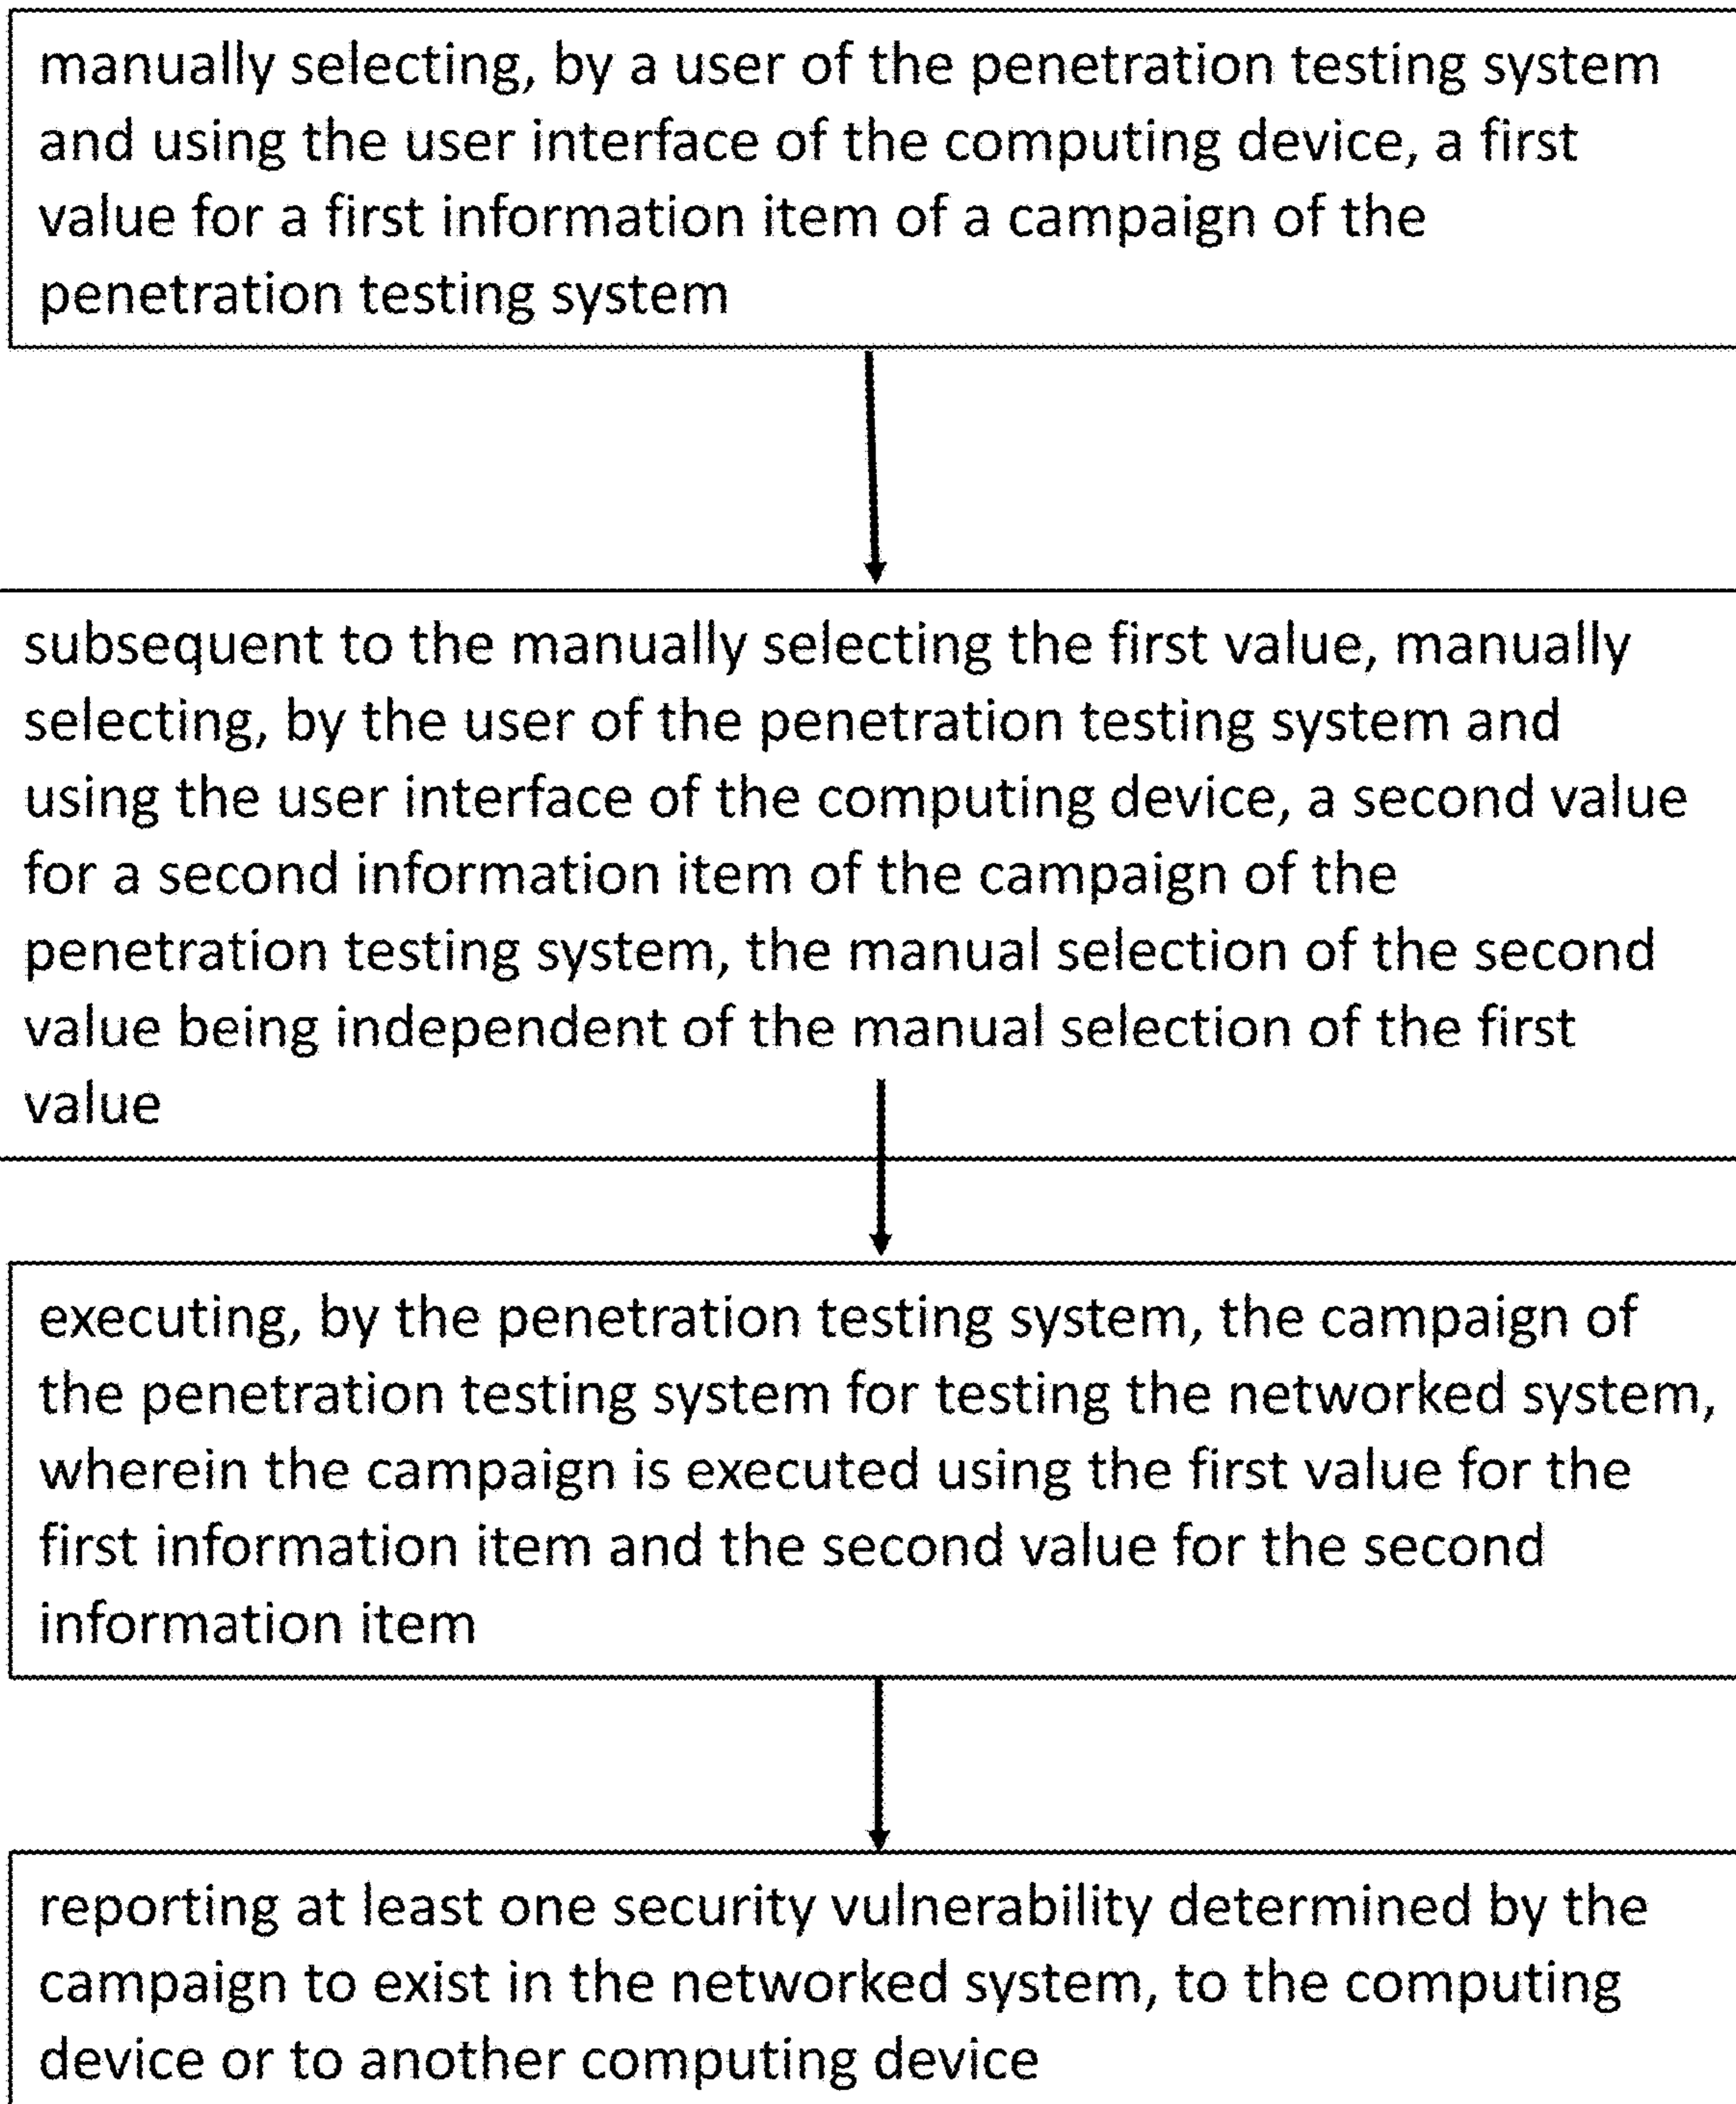 manually selecting, by a user of the penetration testing system
and using the user interface of the computing device, a first
value for a first information item of a campaign of the
penetration testing system
subsequent to the manually selecting the first value, manually
selecting, by the user of the penetration testing system and
using the user interface of the computing device, a second value
for a second information item of the campaign of the
penetration testing system, the manual selection of the second
value being independent of the manual selection of the first
value
executing, by the penetration testing system, the campaign of
the penetration testing system for testing the networked system,
wherein the campaign is executed using the first value for the
first information item and the second value for the second
information item
reporting at least one security vulnerability determined by the
campaign to exist in the networked system, to the computing
device or to another computing device